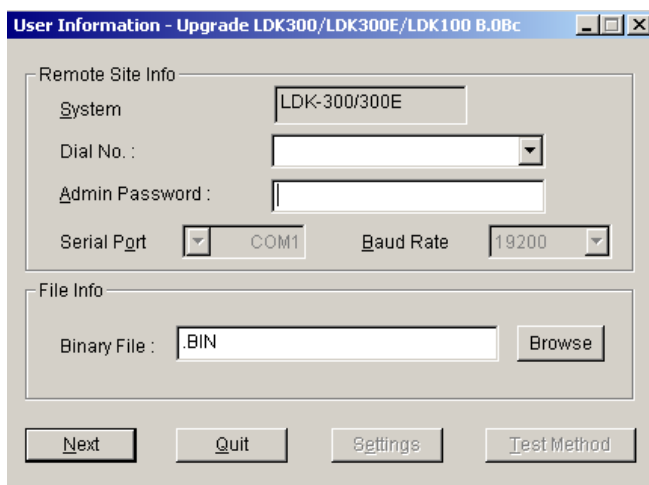 User Information - Upgrade LDK300/LDK300E/LDK100 B.0Bc
Remote Site Info
System LDK-300/300E
Dial No. :
Admin Password :
Serial Port COM1 Baud Rate 19200
File Info
Binary File : .BIN Browse
Next Quit Settings Test Method